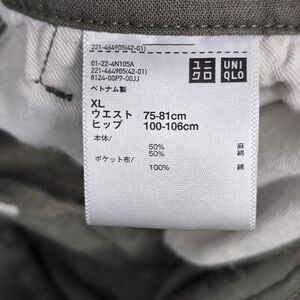 221-464905(42-01)
01-22-4N105A
221-464905(42-01)
8124-00P7-00JJ
ベトナム製
ユニクロ
UNIQLO
XL
ウエスト 75-81cm
ヒップ 100-106cm
本体/
50% 麻
50% 綿
ポケット布/
100% 綿